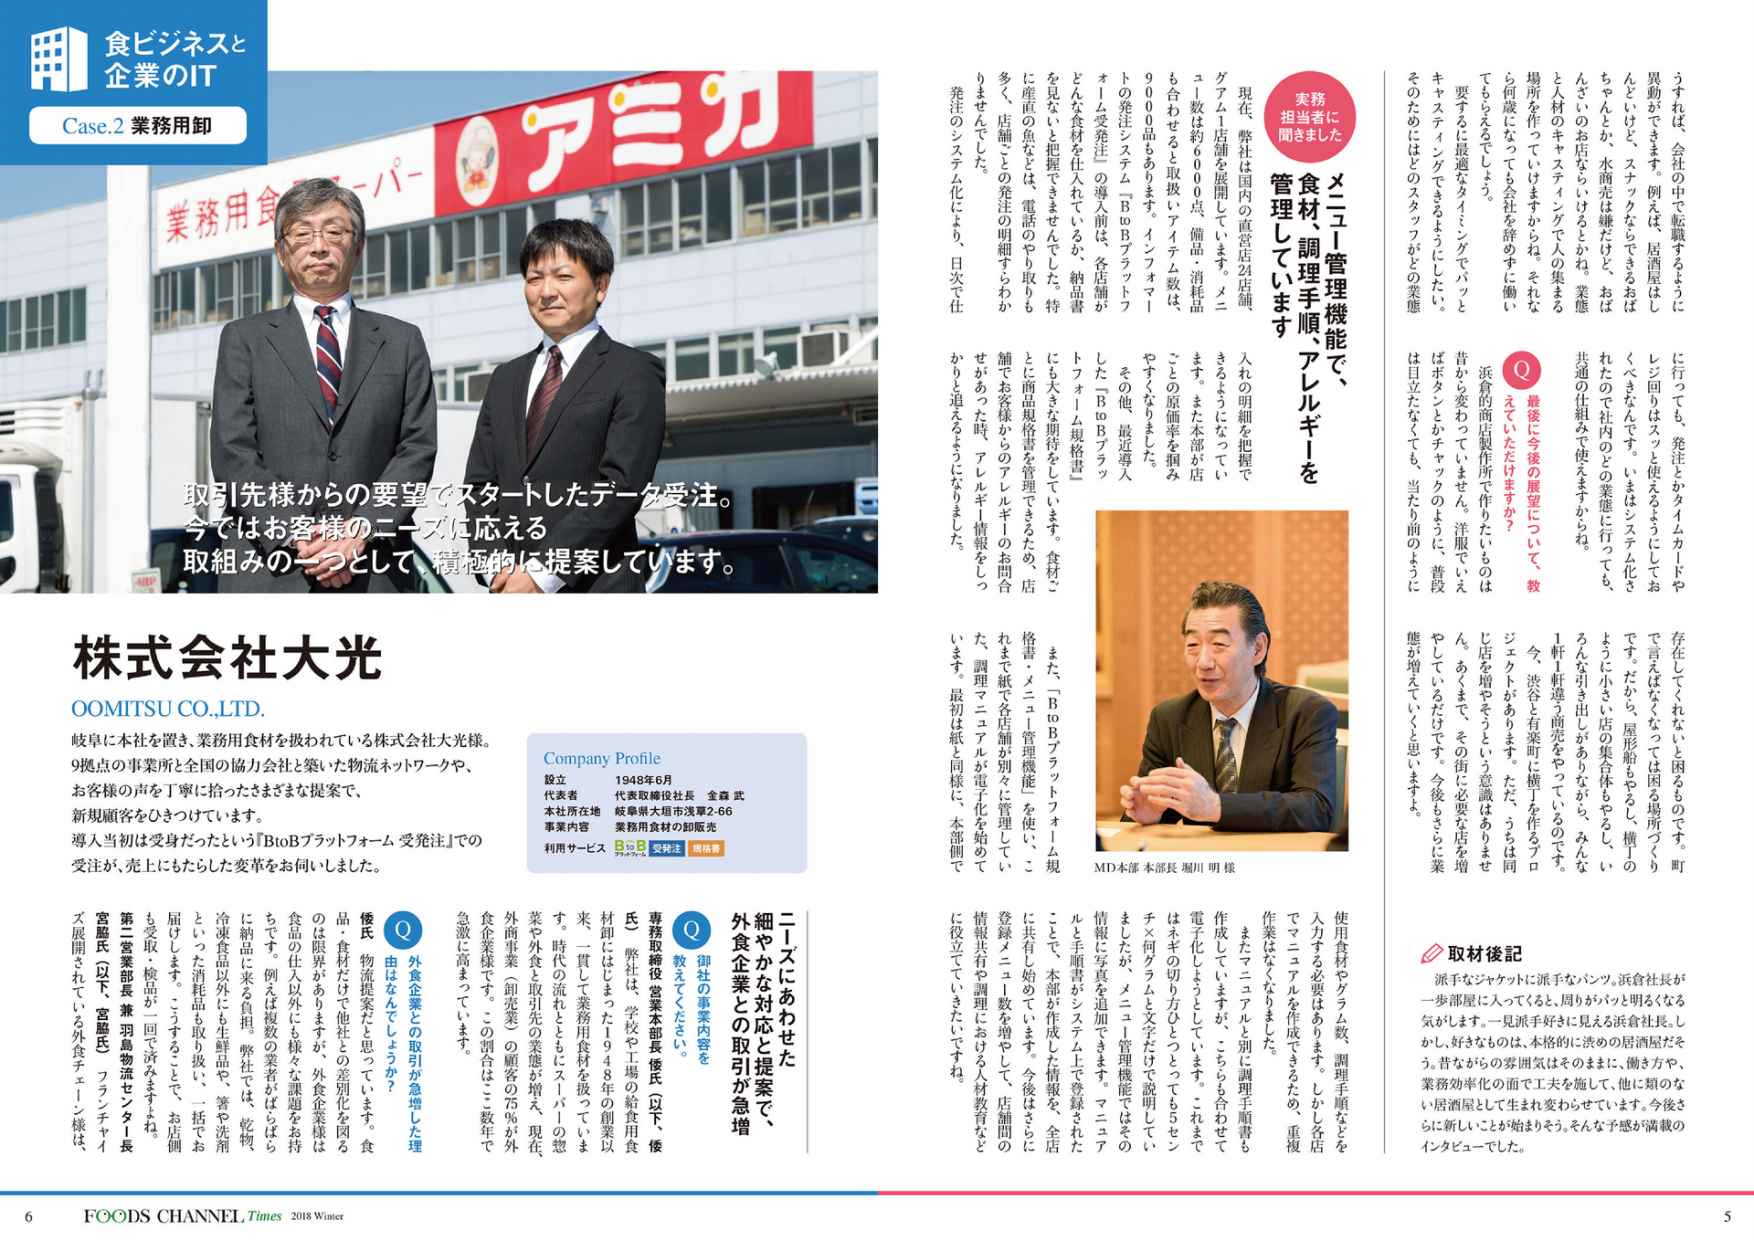 うすれば、会社の中で転職するように
異動ができます。例えば、居酒屋はし
んどいけど、スナックならできるおば
ちゃんとか、水商売は嫌だけど、おば
んざいのお店ならいけるとかね。業態
と人材のキャスティングで人の集まる
場所を作っていけますからね。それな
ら何歳になっても会社を辞めずに働い
てもらえるでしょう。
要するに最適なタイミングでパッと
キャスティングできるようにしたい。
そのためにはどのスタッフがどの業態
に行っても、発注とかタイムカードや
レジ回りはスッと使えるようにしてお
くべきなんです。いまはシステム化さ
れたので社内のどの業態に行っても、
共通の仕組みで使えますからね。
Q
最後に今後の展望について、教
えていただけますか?
浜倉的商店製作所で作りたいものは
昔から変わっていません。洋服でいえ
ばボタンとかチャックのように、普段
は目立たなくても、当たり前のように
存在してくれないと困るものです。町
で言えばなくなっては困る場所づくり
です。だから、屋形船もやるし、横丁の
ように小さい店の集合体もやるし、い
ろんな引き出しがありながら、みんな
1軒1軒違う商売をやっているのです。
今、渋谷と有楽町に横丁を作るプロ
ジェクトがあります。ただ、うちは同
じ店を増やそうという意識はありませ
ん。あくまで、その街に必要な店を増
やしているだけです。今後もさらに業
態が増えていくと思いますよ。
取材後記
派手なジャケットに派手なパンツ。浜倉社長が
一歩部屋に入ってくると、周りがパッと明るくなる
気がします。一見派手好きに見える浜倉社長。し
かし、好きなものは、本格的に渋めの居酒屋だそ
う。昔ながらの雰囲気はそのままに、働き方や、
業務効率化の面で工夫を施して、他に類のな
い居酒屋として生まれ変わらせています。今後さ
らに新しいことが始まりそう。そんな予感が満載の
インタビューでした。
実務
担当者に
聞きました
メニュー管理機能で、
食材、調理手順、アレルギーを
管理しています
現在、弊社は国内の直営店24店舗、
グアム1店舗を展開しています。メニ
ュー数は約6000点、備品・消耗品
も合わせると取扱いアイテム数は、
9000品もあります。インフォマー
トの発注システム『BtoBプラットフ
ォーム受発注』の導入前は、各店舗が
どんな食材を仕入れているか、納品書
を見ないと把握できませんでした。特
に産直の魚などは、電話のやり取りも
多く、店舗ごとの発注の明細すらわか
りませんでした。
発注のシステム化により、日次で仕
入れの明細を把握で
きるようになってい
ます。また本部が店
ごとの原価率を掴み
やすくなりました。
その他、最近導入
した『BtoBプラッ
トフォーム規格書』
にも大きな期待をしています。食材ご
とに商品規格書を管理できるため、店
舗でお客様からのアレルギーのお問合
せがあった時、アレルギー情報をしっ
かりと追えるようになりました。
また、『BtoBプラットフォーム規
格書・メニュー管理機能』を使い、こ
れまで紙で各店舗が別々に管理してい
た、調理マニュアルが電子化を始めて
います。最初は紙と同様に、本部側で
MD本部 本部長 堀川 明 様
使用食材やグラム数、調理手順などを
入力する必要はあります。しかし各店
でマニュアルを作成できるため、重複
作業はなくなりました。
またマニュアルと別に調理手順書も
作成していますが、こちらも合わせて
電子化しようとしています。これまで
はネギの切り方ひとつとっても5セン
チ×何グラムと文字だけで説明してい
ましたが、メニュー管理機能ではその
情報に写真を追加できます。マニュア
ルと手順書がシステム上で登録された
ことで、本部が作成した情報を、全店
に共有し始めています。今後はさらに
登録メニュー数を増やして、店舗間の
情報共有や調理における人材教育など
に役立てていきたいですね。
5
食ビジネスと
企業のIT
Case.2 業務用卸
業務用食
スーパー
アミカ
取引先様からの要望でスタートしたデータ受注。
今ではお客様のニーズに応える
取組みの一つとして、積極的に提案しています。
株式会社大光
OOMITSU CO.,LTD.
岐阜に本社を置き、業務用食材を扱われている株式会社大光様。
9拠点の事業所と全国の協力会社と築いた物流ネットワークや、
お客様の声を丁寧に拾ったさまざまな提案で、
新規顧客をひきつけています。
導入当初は受身だったという『BtoBプラットフォーム 受発注』での
受注が、売上にもたらした変革をお伺いしました。
Company Profile
設立 1948年6月
代表者 代表取締役社長 金森 武
本社所在地 岐阜県大垣市浅草2-66
事業内容 業務用食材の卸販売
利用サービス BtoB プラットフォーム 受発注 規格書
ニーズにあわせた
細やかな対応と提案で、
外食企業との取引が急増
Q
御社の事業内容を
教えてください。
専務取締役 営業本部長 倭氏(以下、倭
氏) 弊社は、学校や工場の給食用食
材卸にはじまった1948年の創業以
来、一貫して業務用食材を扱っていま
す。時代の流れとともにスーパーの惣
菜や外食と取引先の業態が増え、現在、
外商事業(卸売業)の顧客の75%が外
食企業様です。この割合はここ数年で
急激に高まっています。
Q
外食企業との取引が急増した理
由はなんでしょうか?
倭氏 物流提案だと思っています。食
品・食材だけで他社との差別化を図る
のは限界がありますが、外食企業様は
食品の仕入以外にも様々な課題をお持
ちです。例えば複数の業者がばらばら
に納品に来る負担。弊社では、乾物、
冷凍食品以外にも生鮮品や、箸や洗剤
といった消耗品も取り扱い、一括でお
届けします。こうすることで、お店側
も受取・検品が一回で済みますよね。
第二営業部長 兼 羽島物流センター長
宮脇氏(以下、宮脇氏) フランチャイ
ズ展開されている外食チェーン様は、
6
FOODS CHANNEL Times 2018 Winter